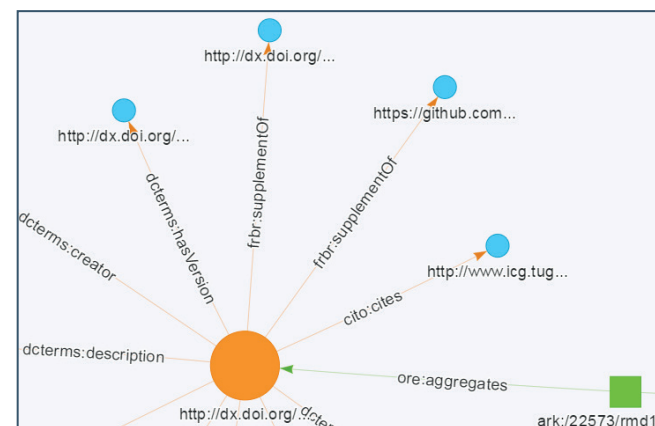 http://dx.doi.org/...
https://github.com...
http://dx.doi.org/...
dcterms:hasVersion
frbr:supplementOf
frbr:supplementOf
dcterms:creator
http://www.icg.tug...
cito:cites
dcterms:description
ore:aggregates
http://dx.doi.org/...
dcte
ark:/22573/rmd1